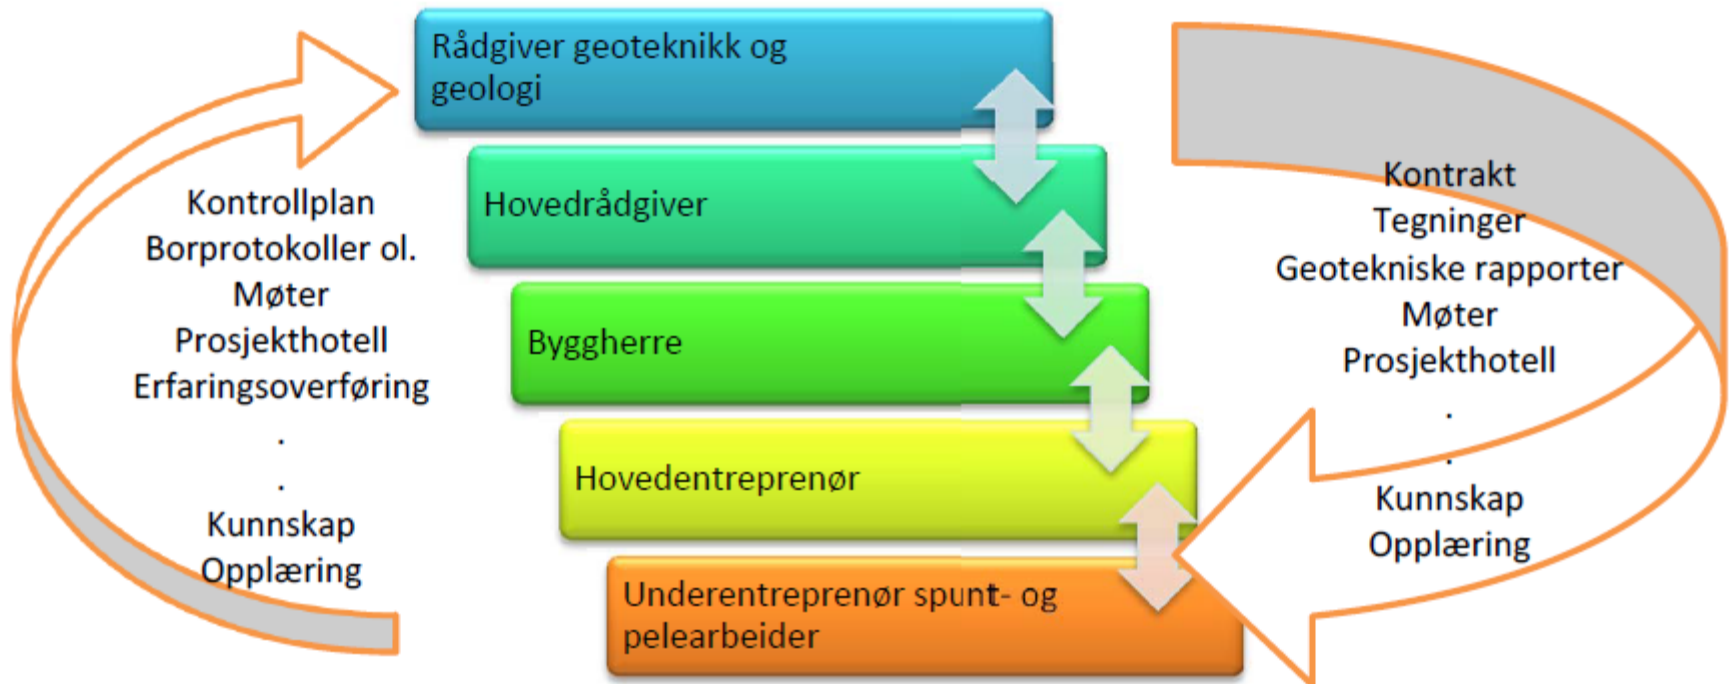 Rådgiver geoteknikk og
geologi
Hovedrådgiver
Byggherre
Hovedentreprenør
Underentreprenør spunt- og
pelearbeider
Kontrollplan
Borprotokoller ol.
Møter
Prosjekthotell
Erfaringsoverføring
.
.
Kunnskap
Opplæring
Kontrakt
Tegninger
Geotekniske rapporter
Møter
Prosjekthotell
.
.
Kunnskap
Opplæring